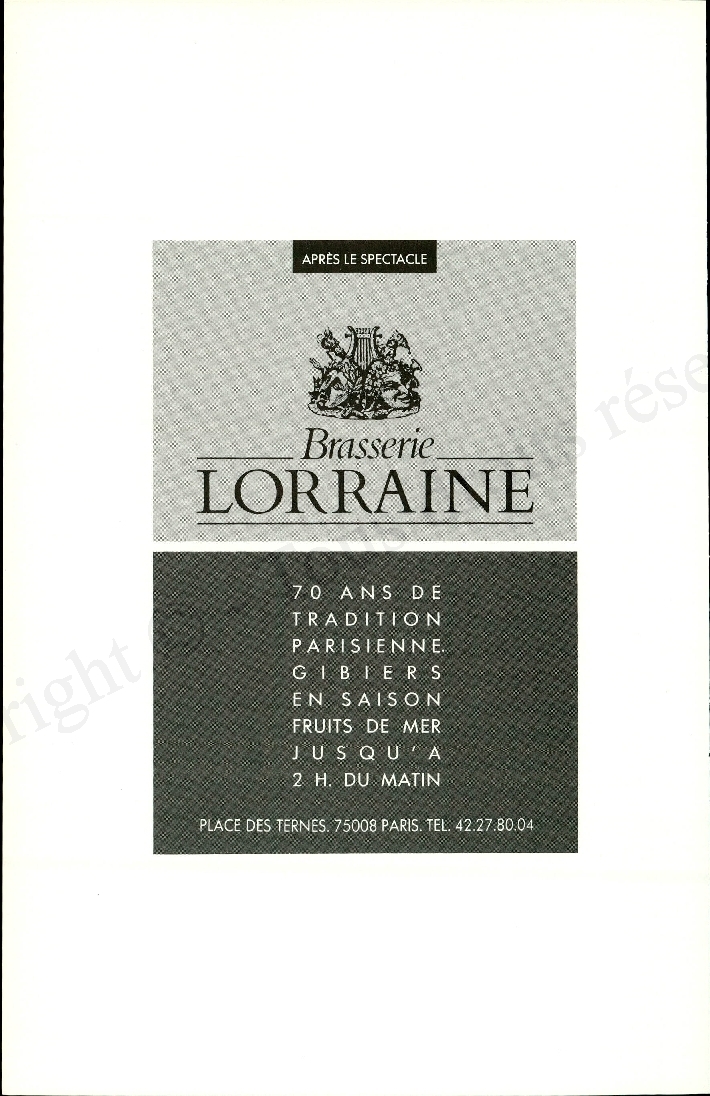 APRÈS LE SPECTACLE
Brasserie
LORRAINE
70 ANS DE
TRADITION
PARISIENNE.
GIBIERS
EN SAISON
FRUITS DE MER
JUSQU'A
2 H. DU MATIN
PLACE DES TERNES. 75008 PARIS. TEL. 42.27.80.04